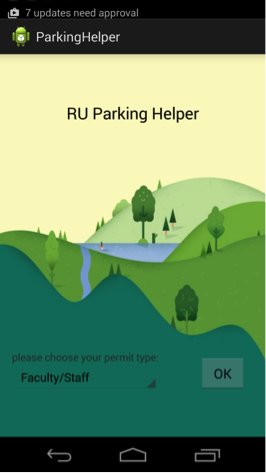 7 updates need approval
ParkingHelper
RU Parking Helper
please choose your permit type:
Faculty/Staff
OK